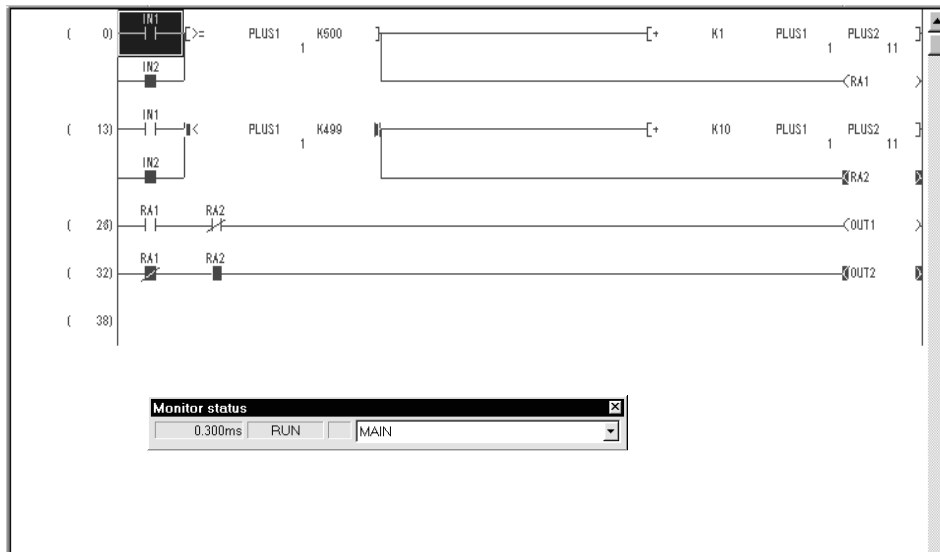 IN1
( 0) [>= PLUS1 K500 ] [+ K1 PLUS1 PLUS2 ]
1 1 11
IN2
(RA1 )
IN1
( 13) [< PLUS1 K499 ] [+ K10 PLUS1 PLUS2 ]
1 1 11
IN2
(RA2 )
RA1 RA2
( 26) (OUT1 )
RA1 RA2
( 32) (OUT2 )
( 38)
Monitor status
0.300ms RUN MAIN